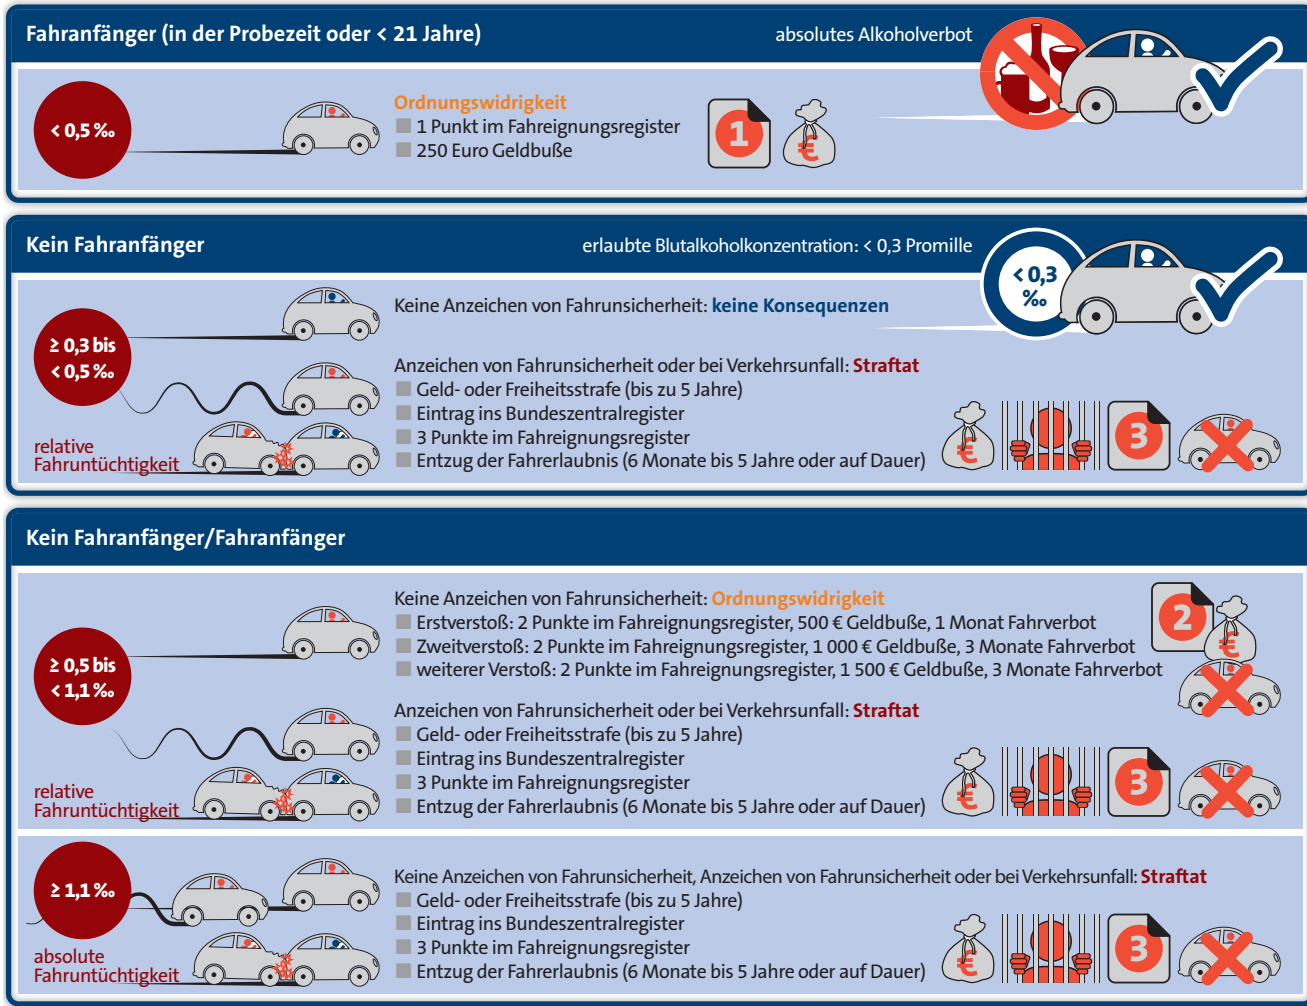 Fahranfänger (in der Probezeit oder < 21 Jahre)
absolutes Alkoholverbot
< 0,5 ‰
Ordnungswidrigkeit
1 Punkt im Fahreignungsregister
250 Euro Geldbuße
1
€
Kein Fahranfänger
erlaubte Blutalkoholkonzentration: < 0,3 Promille
< 0,3
‰
≥ 0,3 bis
< 0,5 ‰
Keine Anzeichen von Fahrunsicherheit: keine Konsequenzen
Anzeichen von Fahrunsicherheit oder bei Verkehrsunfall: Straftat
Geld- oder Freiheitsstrafe (bis zu 5 Jahre)
Eintrag ins Bundeszentralregister
3 Punkte im Fahreignungsregister
Entzug der Fahrerlaubnis (6 Monate bis 5 Jahre oder auf Dauer)
relative
Fahruntüchtigkeit
€
3
Kein Fahranfänger/Fahranfänger
≥ 0,5 bis
< 1,1 ‰
Keine Anzeichen von Fahrunsicherheit: Ordnungswidrigkeit
Erstverstoß: 2 Punkte im Fahreignungsregister, 500 € Geldbuße, 1 Monat Fahrverbot
Zweitverstoß: 2 Punkte im Fahreignungsregister, 1 000 € Geldbuße, 3 Monate Fahrverbot
weiterer Verstoß: 2 Punkte im Fahreignungsregister, 1 500 € Geldbuße, 3 Monate Fahrverbot
2
€
Anzeichen von Fahrunsicherheit oder bei Verkehrsunfall: Straftat
Geld- oder Freiheitsstrafe (bis zu 5 Jahre)
Eintrag ins Bundeszentralregister
3 Punkte im Fahreignungsregister
Entzug der Fahrerlaubnis (6 Monate bis 5 Jahre oder auf Dauer)
relative
Fahruntüchtigkeit
€
3
≥ 1,1 ‰
Keine Anzeichen von Fahrunsicherheit, Anzeichen von Fahrunsicherheit oder bei Verkehrsunfall: Straftat
Geld- oder Freiheitsstrafe (bis zu 5 Jahre)
Eintrag ins Bundeszentralregister
3 Punkte im Fahreignungsregister
Entzug der Fahrerlaubnis (6 Monate bis 5 Jahre oder auf Dauer)
absolute
Fahruntüchtigkeit
€
3